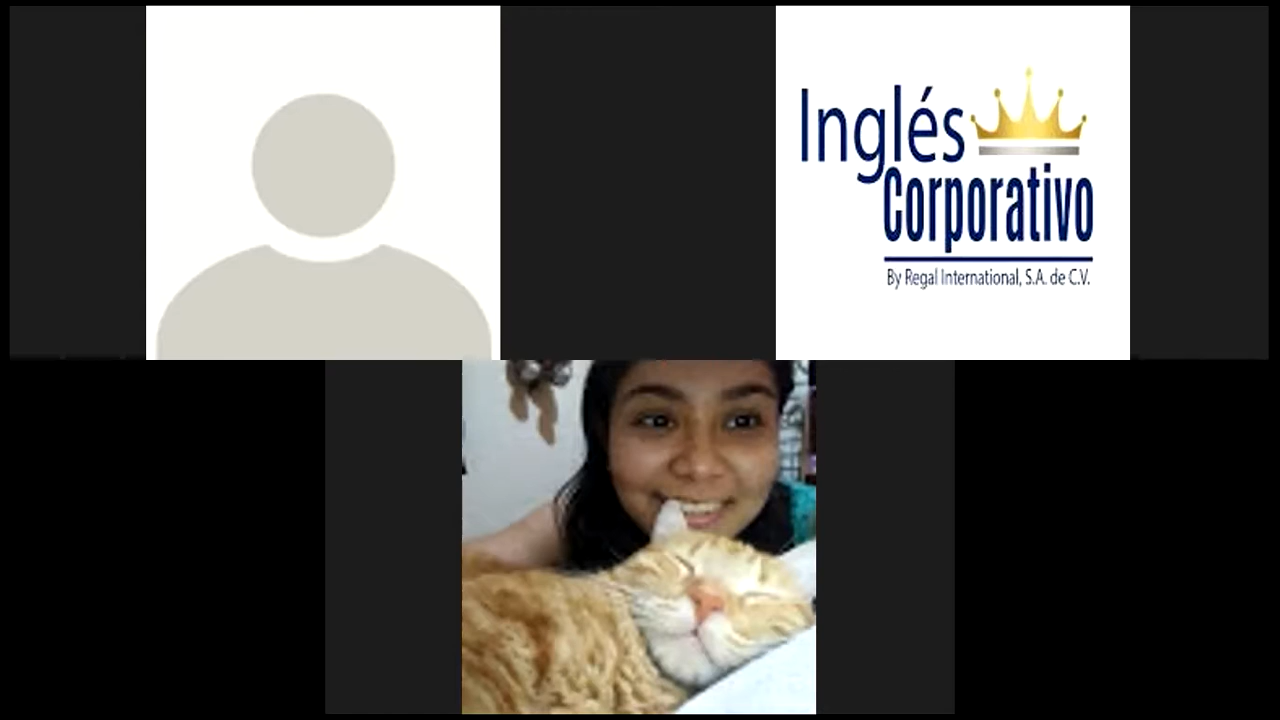 Inglés
Corporativo
By Regal International, S.A. de C.V.